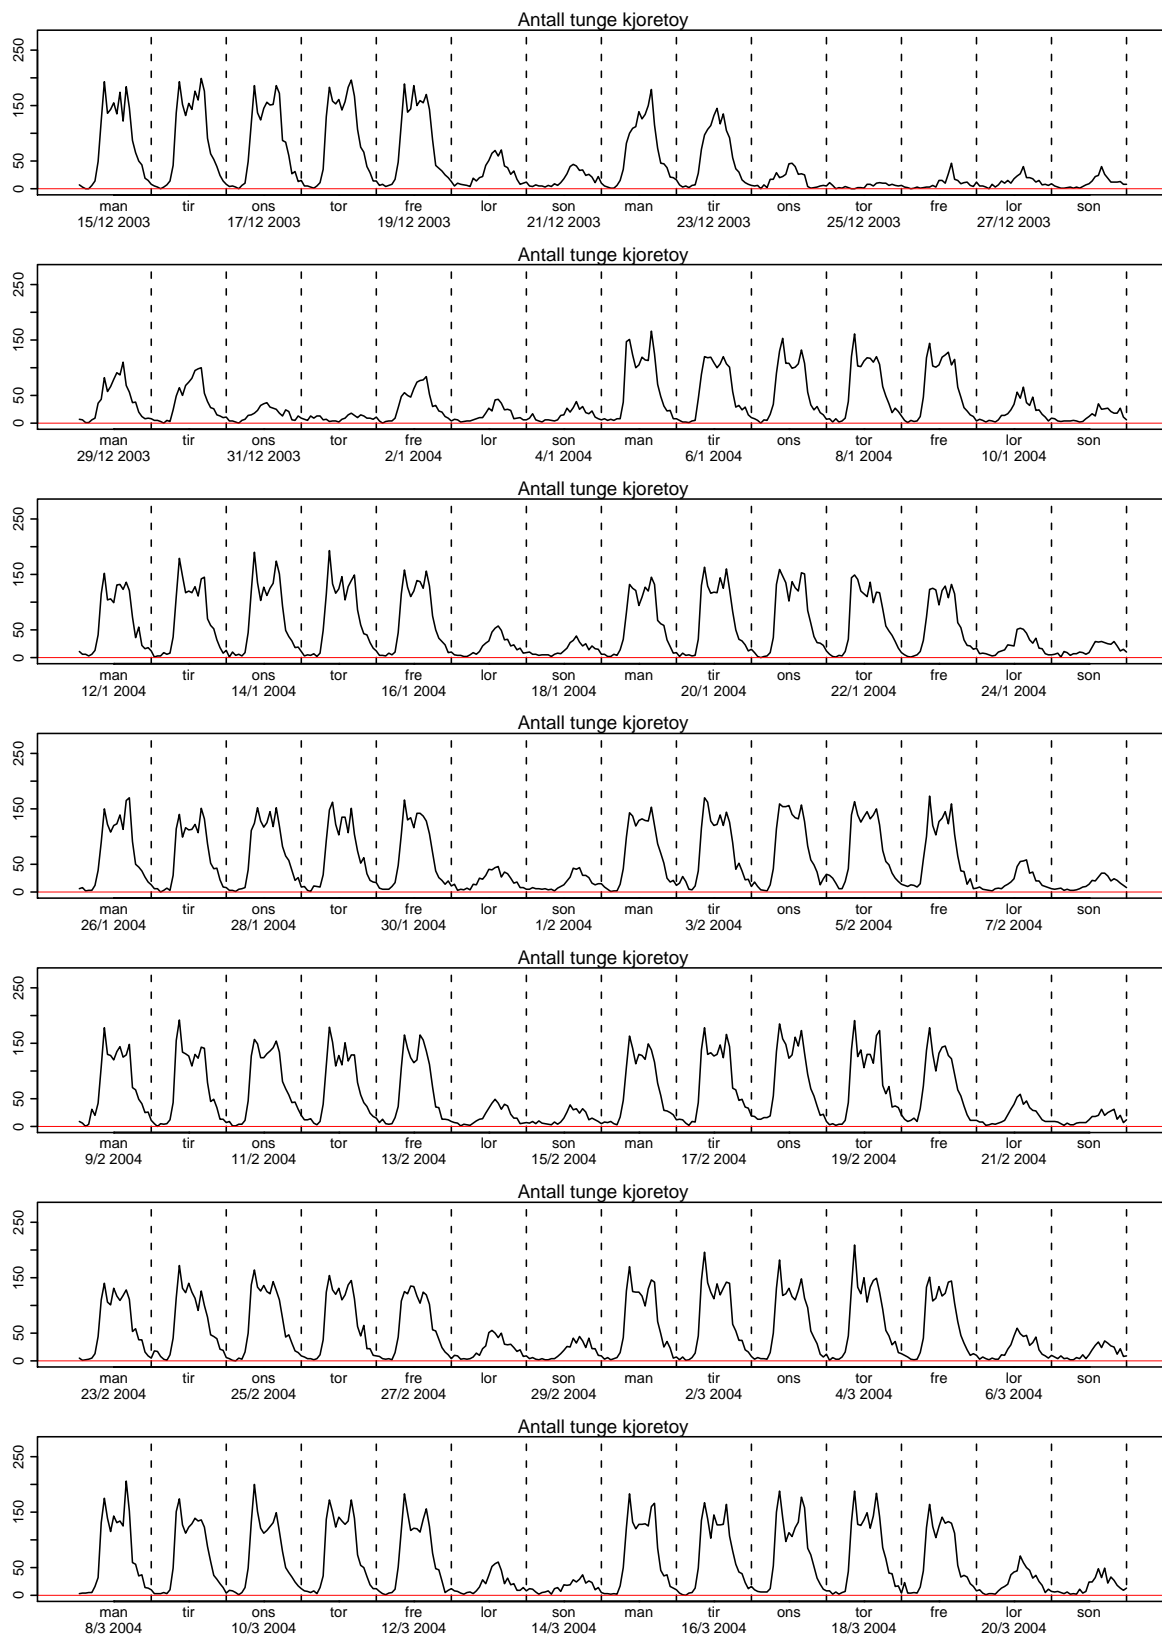 Antall tunge kjoretoy
250
150
50
0
man tir ons tor fre lor son man tir ons tor fre lor son
15/12 2003 17/12 2003 19/12 2003 21/12 2003 23/12 2003 25/12 2003 27/12 2003
Antall tunge kjoretoy
250
150
50
0
man tir ons tor fre lor son man tir ons tor fre lor son
29/12 2003 31/12 2003 2/1 2004 4/1 2004 6/1 2004 8/1 2004 10/1 2004
Antall tunge kjoretoy
250
150
50
0
man tir ons tor fre lor son man tir ons tor fre lor son
12/1 2004 14/1 2004 16/1 2004 18/1 2004 20/1 2004 22/1 2004 24/1 2004
Antall tunge kjoretoy
250
150
50
0
man tir ons tor fre lor son man tir ons tor fre lor son
26/1 2004 28/1 2004 30/1 2004 1/2 2004 3/2 2004 5/2 2004 7/2 2004
Antall tunge kjoretoy
250
150
50
0
man tir ons tor fre lor son man tir ons tor fre lor son
9/2 2004 11/2 2004 13/2 2004 15/2 2004 17/2 2004 19/2 2004 21/2 2004
Antall tunge kjoretoy
250
150
50
0
man tir ons tor fre lor son man tir ons tor fre lor son
23/2 2004 25/2 2004 27/2 2004 29/2 2004 2/3 2004 4/3 2004 6/3 2004
Antall tunge kjoretoy
250
150
50
0
man tir ons tor fre lor son man tir ons tor fre lor son
8/3 2004 10/3 2004 12/3 2004 14/3 2004 16/3 2004 18/3 2004 20/3 2004